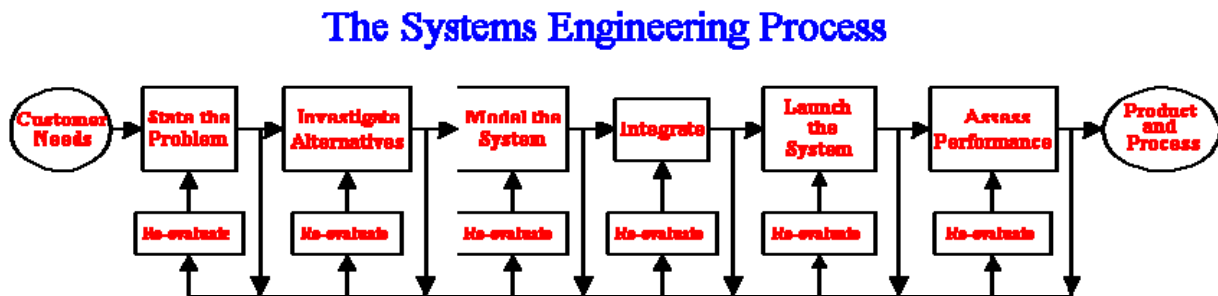 The Systems Engineering Process
Customer
Needs
State the
Problem
Investigate
Alternatives
Model the
System
Integrate
Launch
the
System
Assess
Performance
Product
and
Process
Re-evaluate
Re-evaluate
Re-evaluate
Re-evaluate
Re-evaluate
Re-evaluate